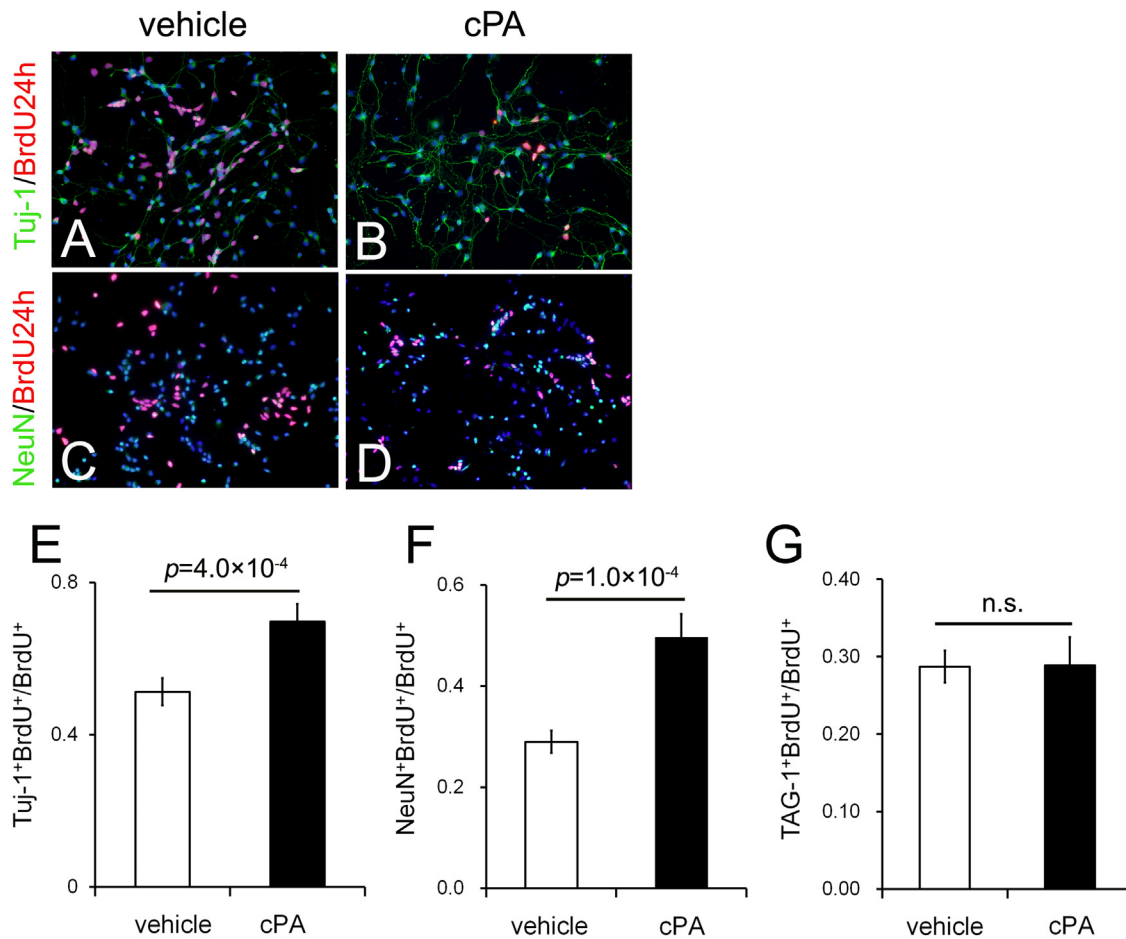 vehicle
cPA
Tuj-1/BrdU24h
A
B
NeuN/BrdU24h
C
D
E
p=4.0×10⁻⁴
Tuj-1⁺BrdU⁺/BrdU⁺
0.8
0.4
0
vehicle
cPA
F
p=1.0×10⁻⁴
NeuN⁺BrdU⁺/BrdU⁺
0.6
0.4
0.2
0.0
vehicle
cPA
G
n.s.
TAG-1⁺BrdU⁺/BrdU⁺
0.40
0.30
0.20
0.10
0.00
vehicle
cPA